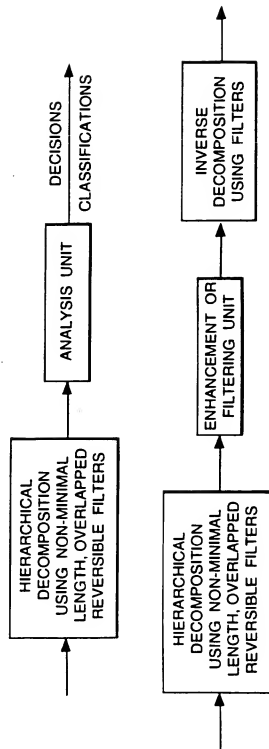 HIERARCHICAL
DECOMPOSITION
USING NON-MINIMAL
LENGTH, OVERLAPPED
REVERSIBLE FILTERS
ANALYSIS UNIT
DECISIONS
CLASSIFICATIONS
HIERARCHICAL
DECOMPOSITION
USING NON-MINIMAL
LENGTH, OVERLAPPED
REVERSIBLE FILTERS
ENHANCEMENT OR
FILTERING UNIT
INVERSE
DECOMPOSITION
USING FILTERS